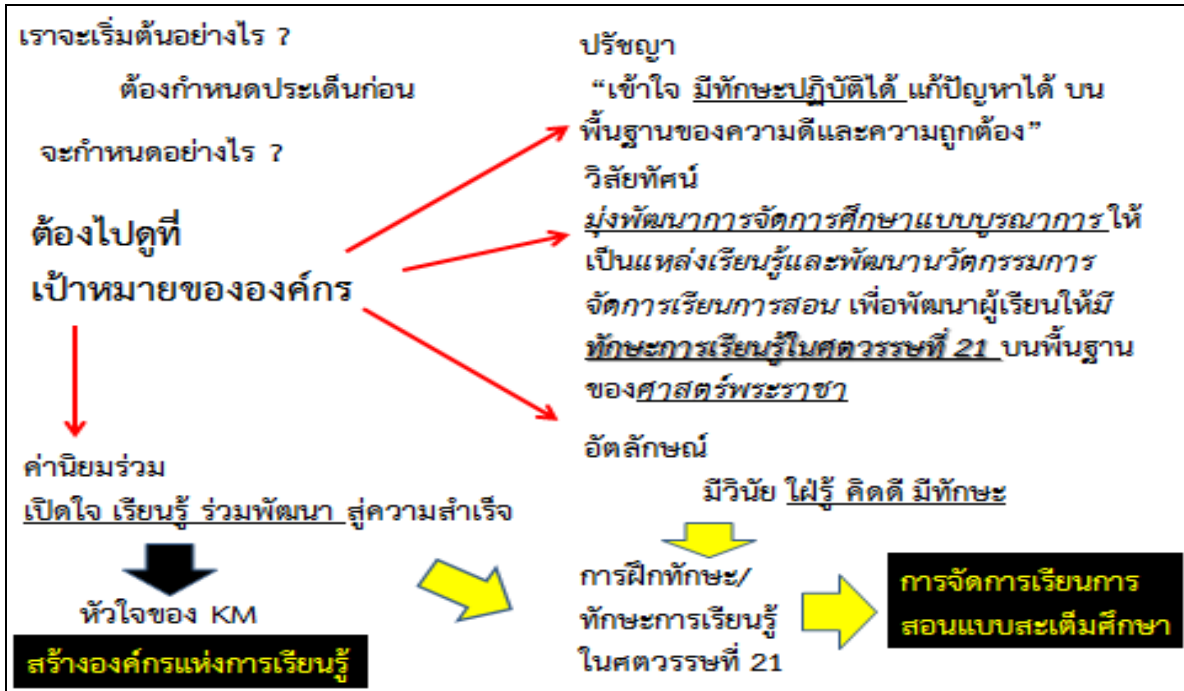 เราจะเริ่มต้นอย่างไร ?
ต้องกำหนดประเด็นก่อน
จะกำหนดอย่างไร ?
ต้องไปดูที่
เป้าหมายขององค์กร
ปรัชญา
“เข้าใจ มีทักษะปฏิบัติได้ แก้ปัญหาได้ บน
พื้นฐานของความดีและความถูกต้อง”
วิสัยทัศน์
มุ่งพัฒนาการจัดการศึกษาแบบบูรณาการ ให้
เป็นแหล่งเรียนรู้และพัฒนานวัตกรรมการ
จัดการเรียนการสอน เพื่อพัฒนาผู้เรียนให้มี
ทักษะการเรียนรู้ในศตวรรษที่ 21 บนพื้นฐาน
ของศาสตร์พระราชา
อัตลักษณ์
มีวินัย ใฝ่รู้ คิดดี มีทักษะ
ค่านิยมร่วม
เปิดใจ เรียนรู้ ร่วมพัฒนา สู่ความสำเร็จ
หัวใจของ KM
สร้างองค์กรแห่งการเรียนรู้
การฝึกทักษะ/
ทักษะการเรียนรู้
ในศตวรรษที่ 21
การจัดการเรียนการ
สอนแบบสะเต็มศึกษา